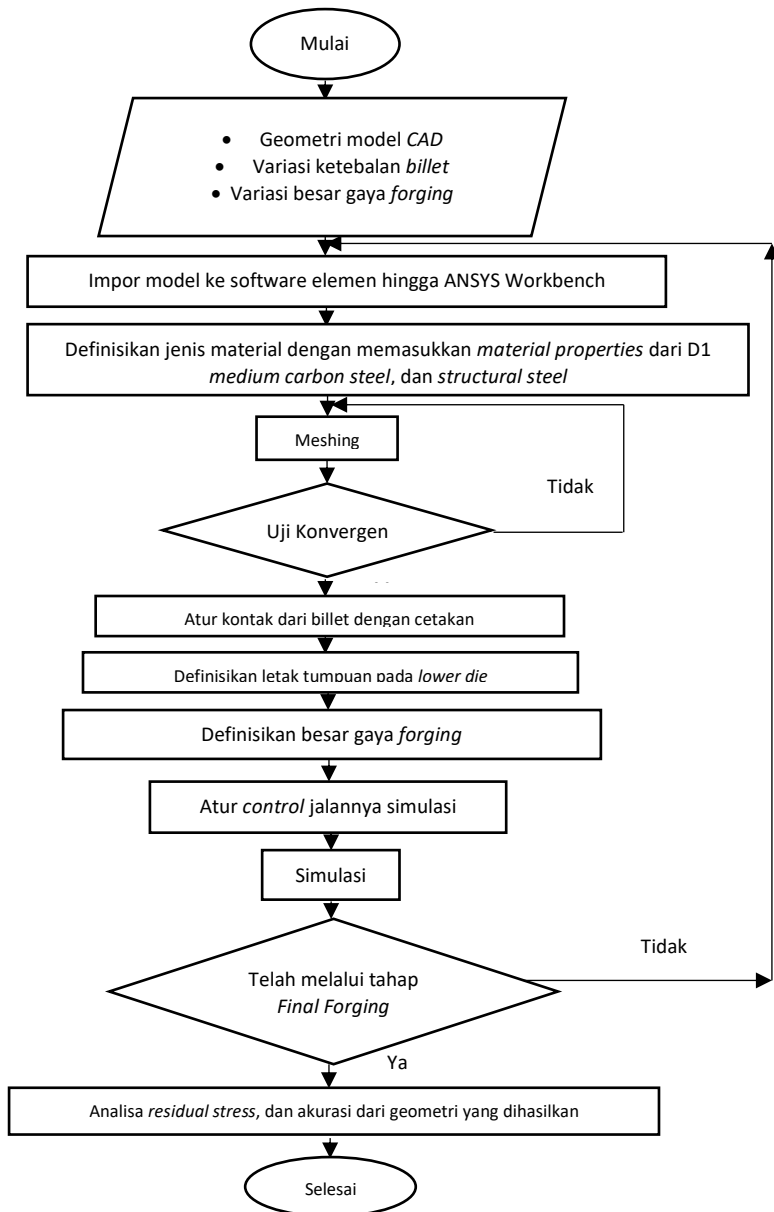 Mulai
• Geometri model CAD
• Variasi ketebalan billet
• Variasi besar gaya forging
Impor model ke software elemen hingga ANSYS Workbench
Definisikan jenis material dengan memasukkan material properties dari D1
medium carbon steel, dan structural steel
Meshing
Tidak
Uji Konvergen
Atur kontak dari billet dengan cetakan
Definisikan letak tumpuan pada lower die
Definisikan besar gaya forging
Atur control jalannya simulasi
Simulasi
Tidak
Telah melalui tahap
Final Forging
Ya
Analisa residual stress, dan akurasi dari geometri yang dihasilkan
Selesai